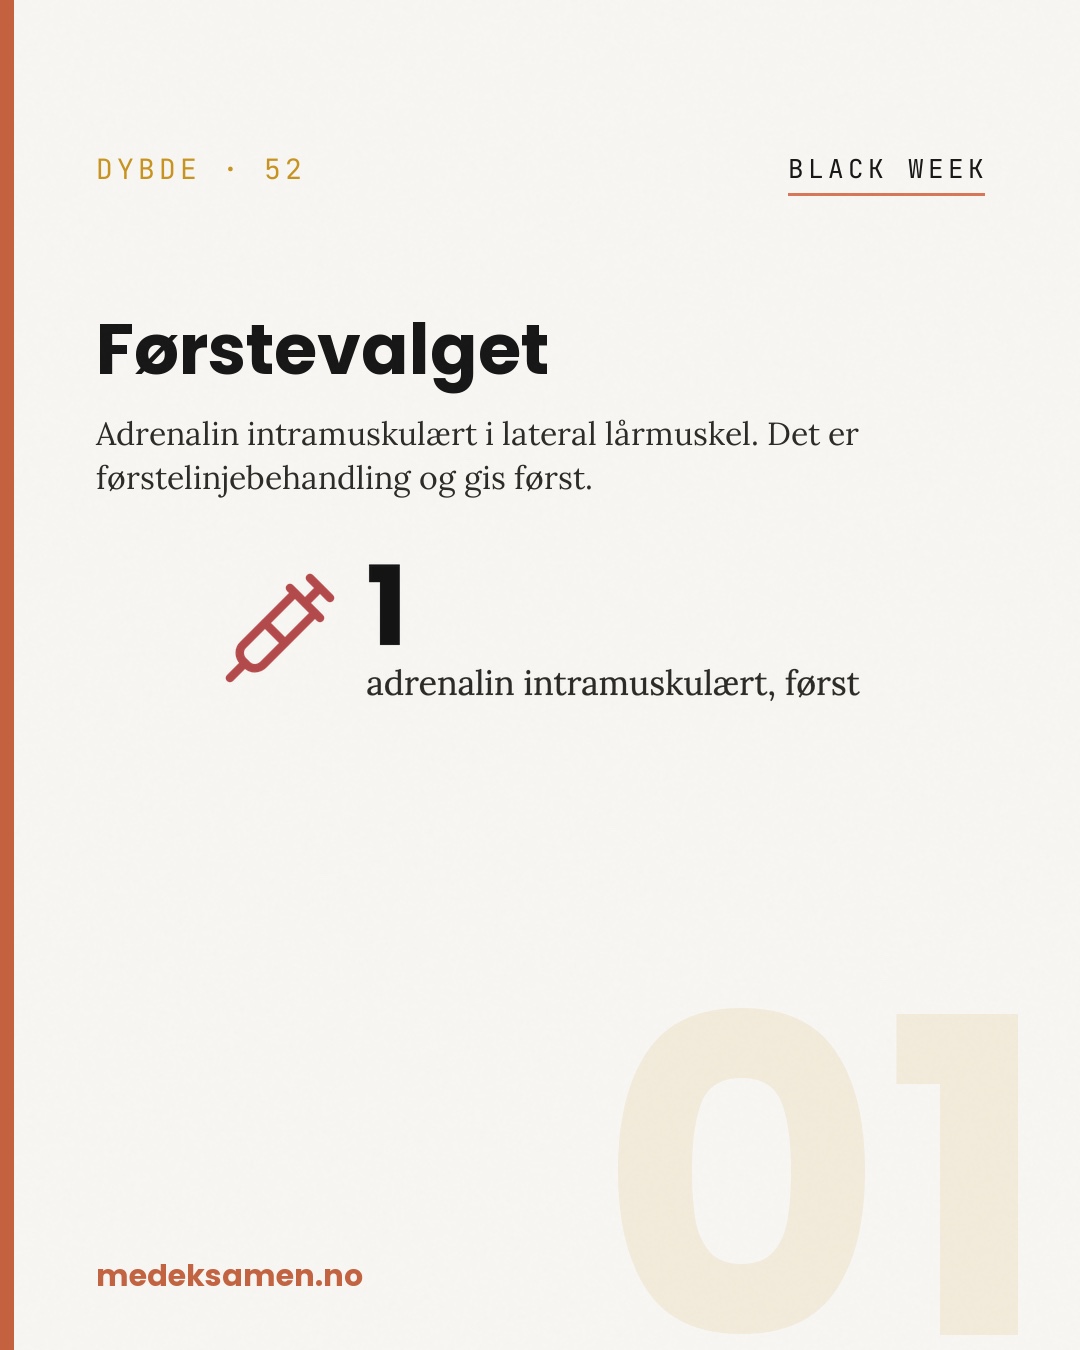 DYBDE · 52
BLACK WEEK
Førstevalget
Adrenalin intramuskulært i lateral lårmuskel. Det er
førstelinjebehandling og gis først.
1
adrenalin intramuskulært, først
01
medeksamen.no